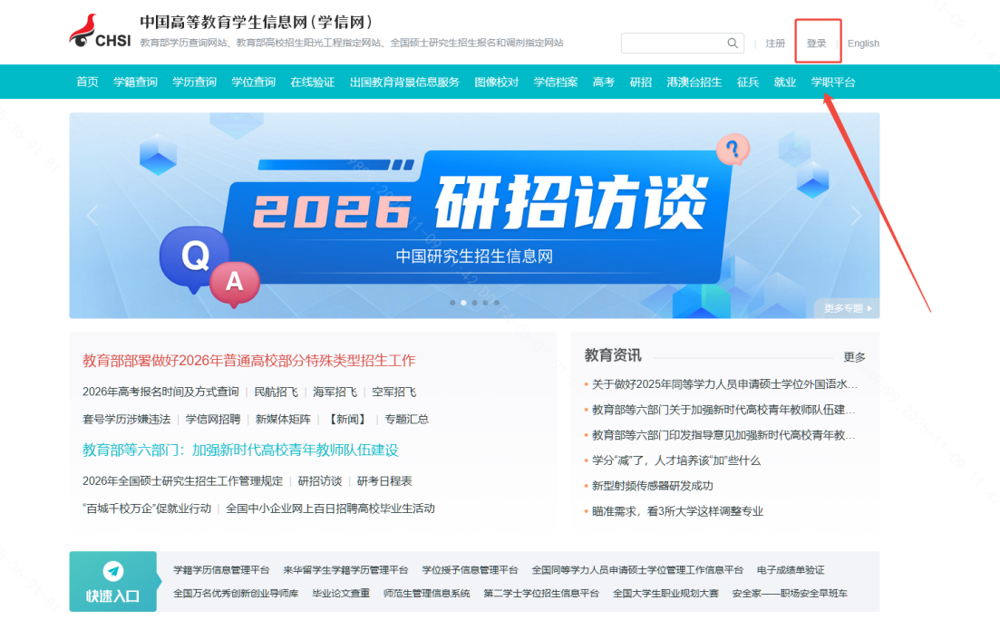 中国高等教育学生信息网(学信网)
CHSI
教育部学历查询网站、教育部高校招生阳光工程指定网站、全国硕士研究生招生报名和调剂指定网站
注册 | 登录 | English
首页 学籍查询 学历查询 学位查询 在线验证 出国教育背景信息服务 图像校对 学信档案 高考 研招 港澳台招生 征兵 就业 学职平台
?
2026 研招访谈
Q
中国研究生招生信息网
A
更多专题
教育部部署做好2026年普通高校部分特殊类型招生工作
2026年高考报名时间及方式查询 | 民航招飞 | 海军招飞 | 空军招飞
套号学历涉嫌违法 | 学信网招聘 | 新媒体矩阵 | 【新闻】 | 专题汇总
教育部等六部门：加强新时代高校青年教师队伍建设
2026年全国硕士研究生招生工作管理规定 | 研招访谈 | 研考日程表
“百城千校万企”促就业行动 | 全国中小企业网上百日招聘高校毕业生活动
教育资讯 更多
关于做好2025年同等学力人员申请硕士学位外国语水...
教育部等六部门关于加强新时代高校青年教师队伍建...
教育部等六部门印发指导意见加强新时代高校青年教...
学分“减”了，人才培养该“加”些什么
新型射频传感器研发成功
瞄准需求，看3所大学这样调整专业
快速入口
学籍学历信息管理平台 来华留学生学籍学历管理平台 学位授予信息管理平台 全国同等学力人员申请硕士学位管理工作信息平台 电子成绩单验证
全国万名优秀创新创业导师库 毕业论文查重 师范生管理信息系统 第二学士学位招生信息平台 全国大学生职业规划大赛 安全家——职场安全早班车